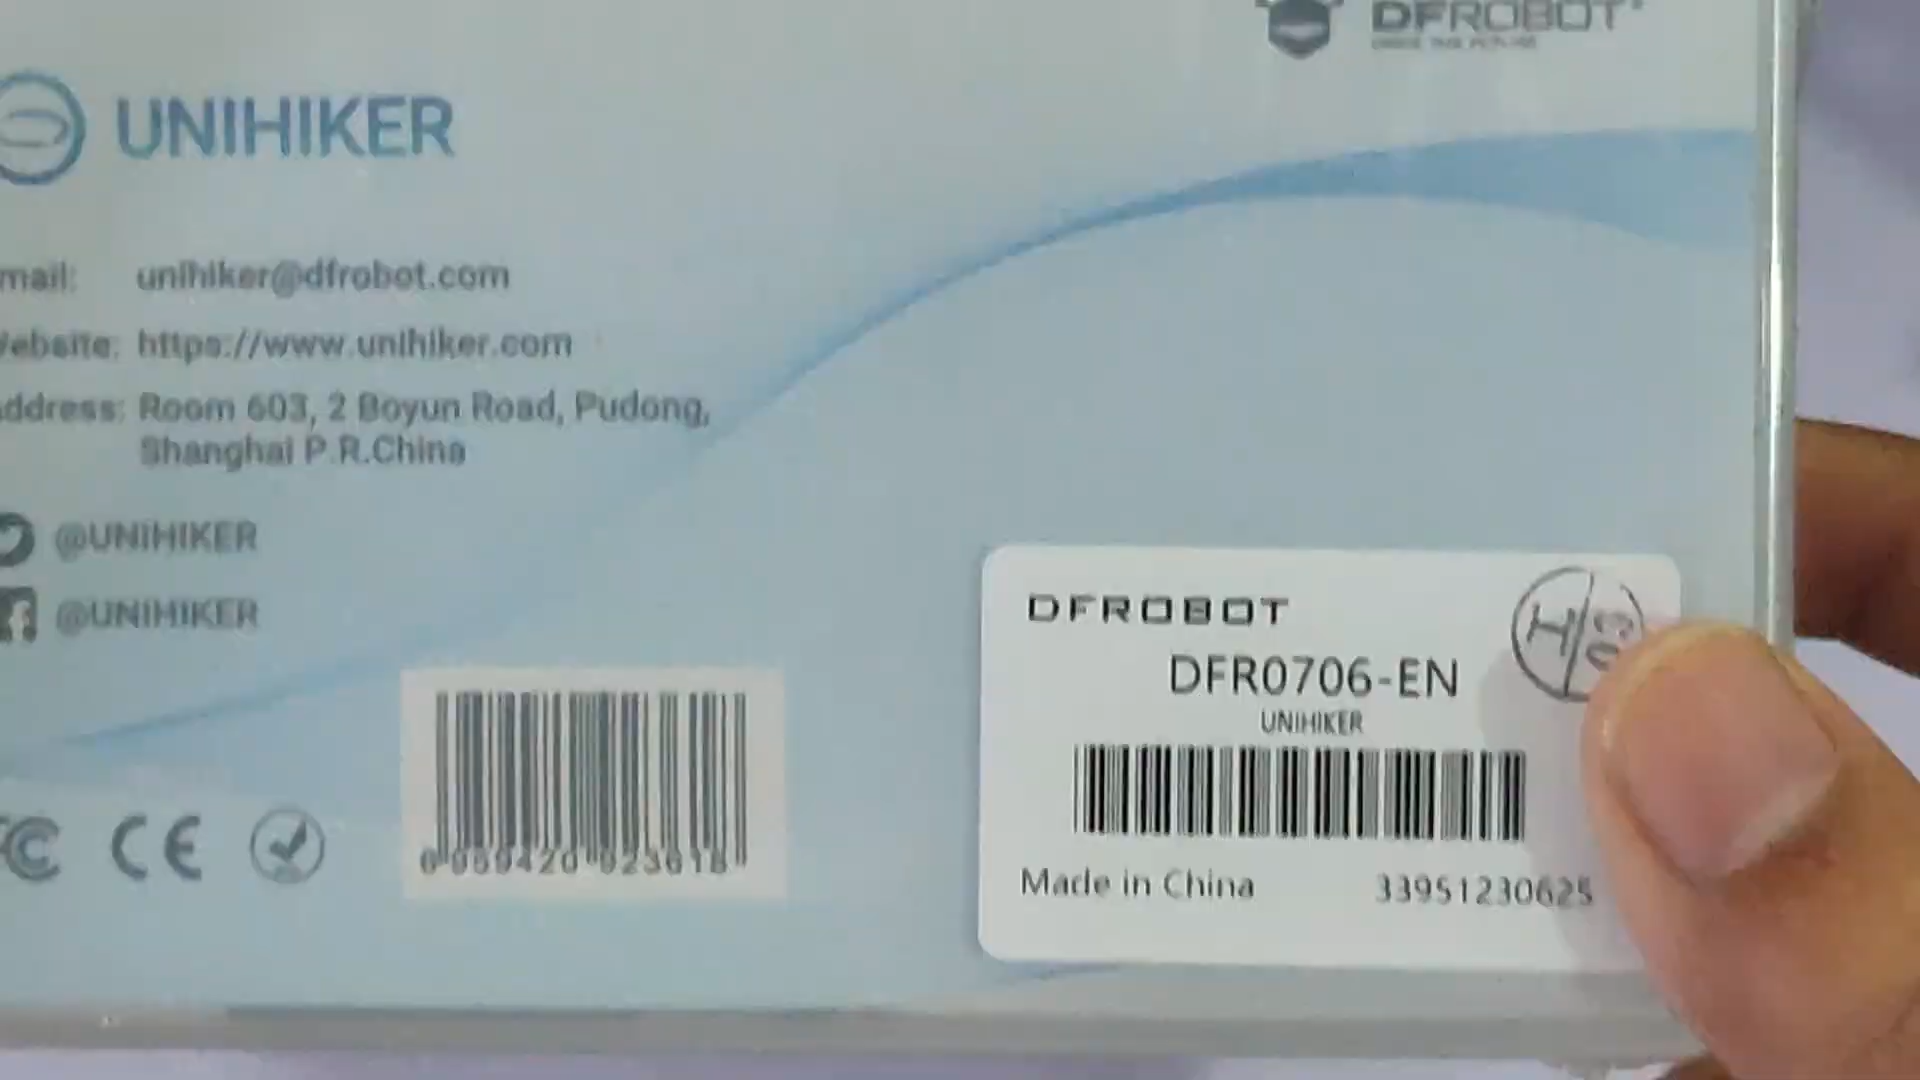 DFROBOT
UNIHIKER
mail: unihiker@dfrobot.com
Website: https://www.unihiker.com
ddress: Room 603, 2 Boyun Road, Pudong,
Shanghai P.R.China
@UNIHIKER
@UNIHIKER
DFROBOT
DFR0706-EN
UNIHIKER
CE
Made in China 33951230625